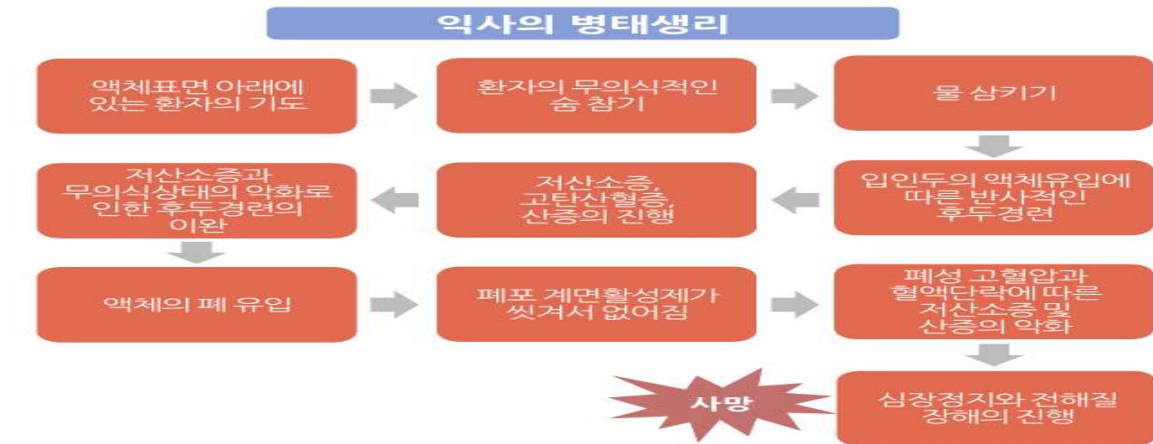 익사의 병태생리
액체표면 아래에
있는 환자의 기도
환자의 무의식적인
숨 참기
물 삼키기
입인두의 액체유입에
따른 반사적인
후두경련
저산소증,
고탄산혈증,
산증의 진행
저산소증과
무의식상태의 악화로
인한 후두경련의
이완
액체의 폐 유입
폐포 계면활성제가
씻겨서 없어짐
폐성 고혈압과
혈액단락에 따른
저산소증 및
산증의 악화
심장정지와 전해질
장해의 진행
사망